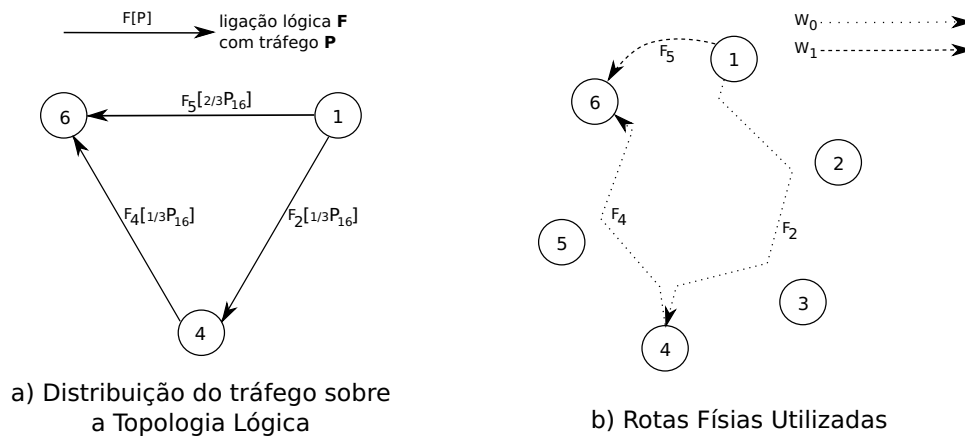 F[P]
ligação lógica F
com tráfego P
6
F5[2/3P16]
1
F4[1/3P16]
F2[1/3P16]
4
a) Distribuição do tráfego sobre
a Topologia Lógica
W0
W1
1
F5
6
2
F4
F2
5
3
4
b) Rotas Físias Utilizadas